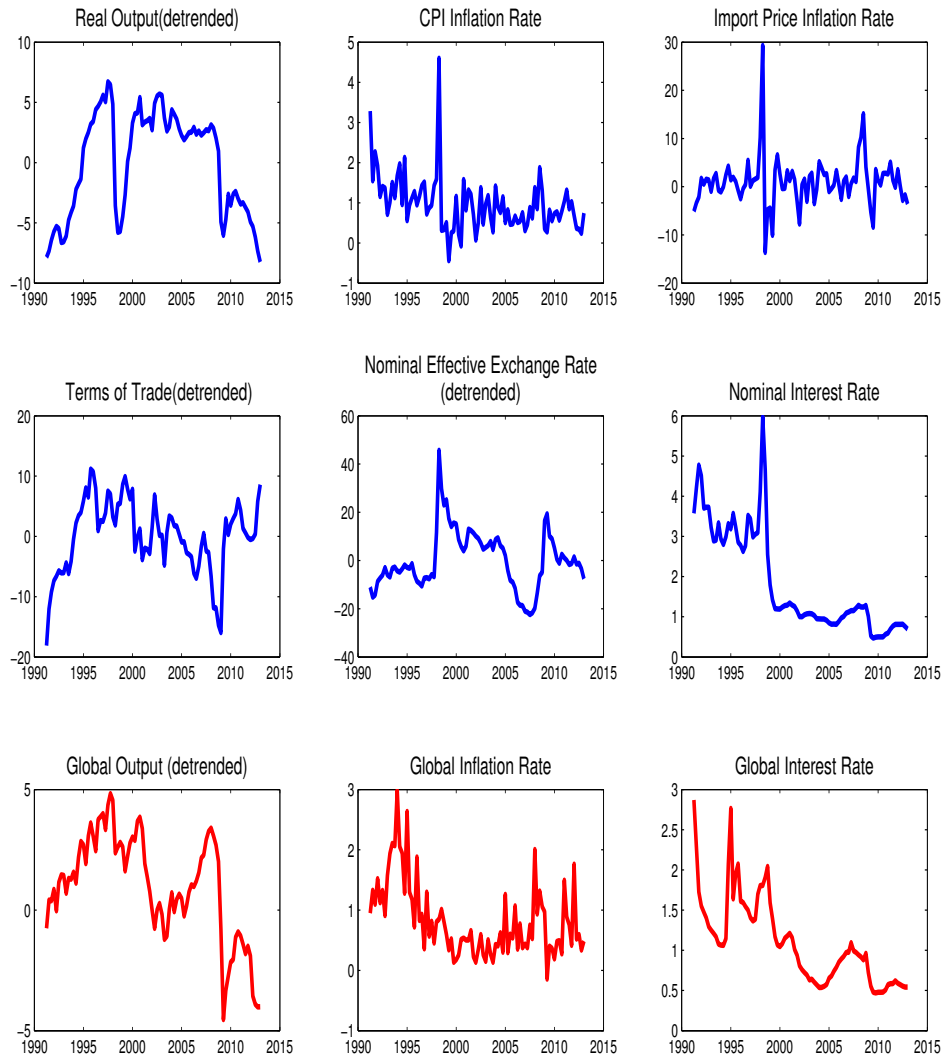 Real Output(detrended)
10
5
0
−5
−10
1990 1995 2000 2005 2010 2015
CPI Inflation Rate
5
4
3
2
1
0
−1
1990 1995 2000 2005 2010 2015
Import Price Inflation Rate
30
20
10
0
−10
−20
1990 1995 2000 2005 2010 2015
Terms of Trade(detrended)
20
10
0
−10
−20
1990 1995 2000 2005 2010 2015
Nominal Effective Exchange Rate
(detrended)
60
40
20
0
−20
−40
1990 1995 2000 2005 2010 2015
Nominal Interest Rate
6
5
4
3
2
1
0
1990 1995 2000 2005 2010 2015
Global Output (detrended)
5
0
−5
1990 1995 2000 2005 2010 2015
Global Inflation Rate
3
2
1
0
−1
1990 1995 2000 2005 2010 2015
Global Interest Rate
3
2.5
2
1.5
1
0.5
0
1990 1995 2000 2005 2010 2015